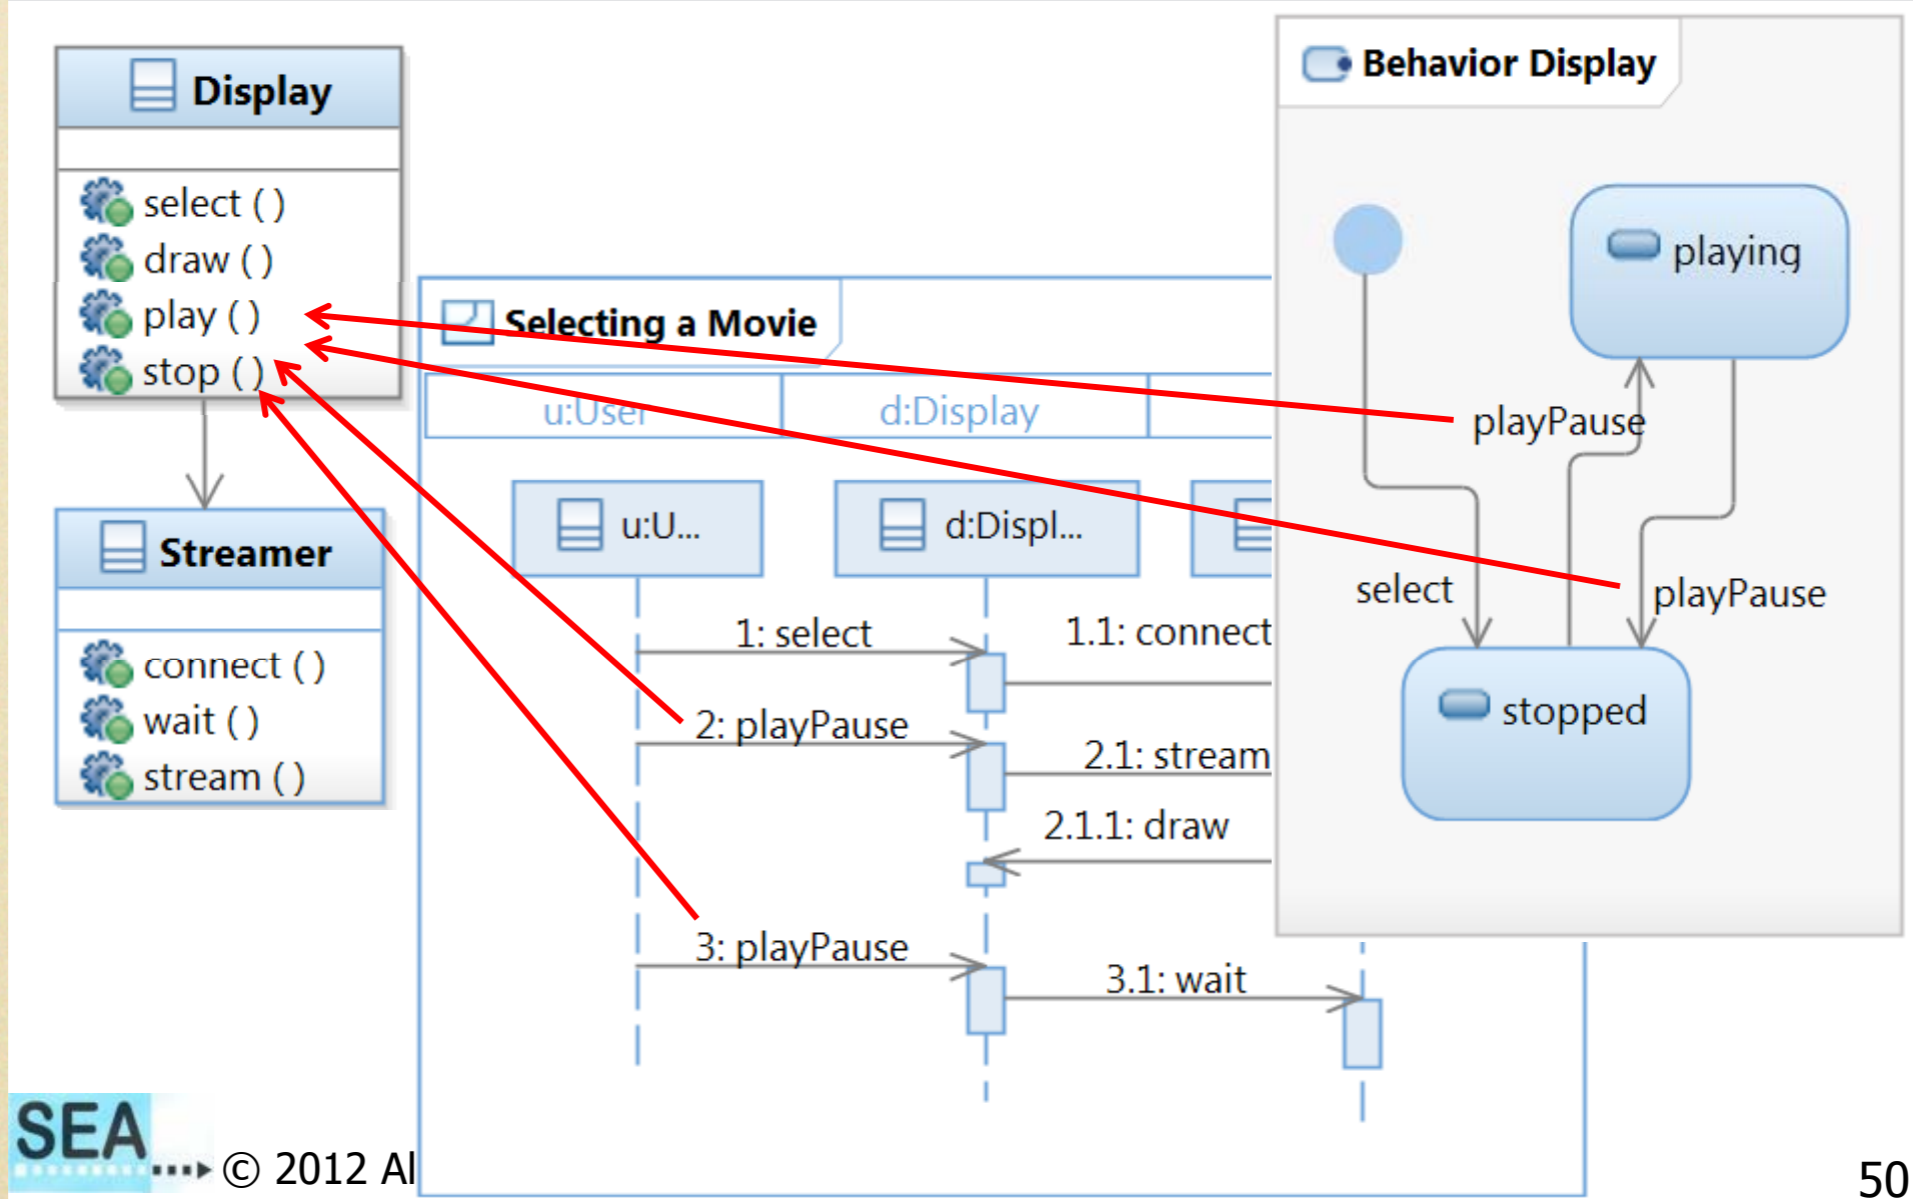 Display
select ( )
draw ( )
play ( )
stop ( )
Streamer
connect ( )
wait ( )
stream ( )
Selecting a Movie
u:User
d:Display
u:U...
d:Displ...
1: select
1.1: connect
2: playPause
2.1: stream
2.1.1: draw
3: playPause
3.1: wait
Behavior Display
playing
playPause
select
playPause
stopped
SEA
© 2012 Al
50